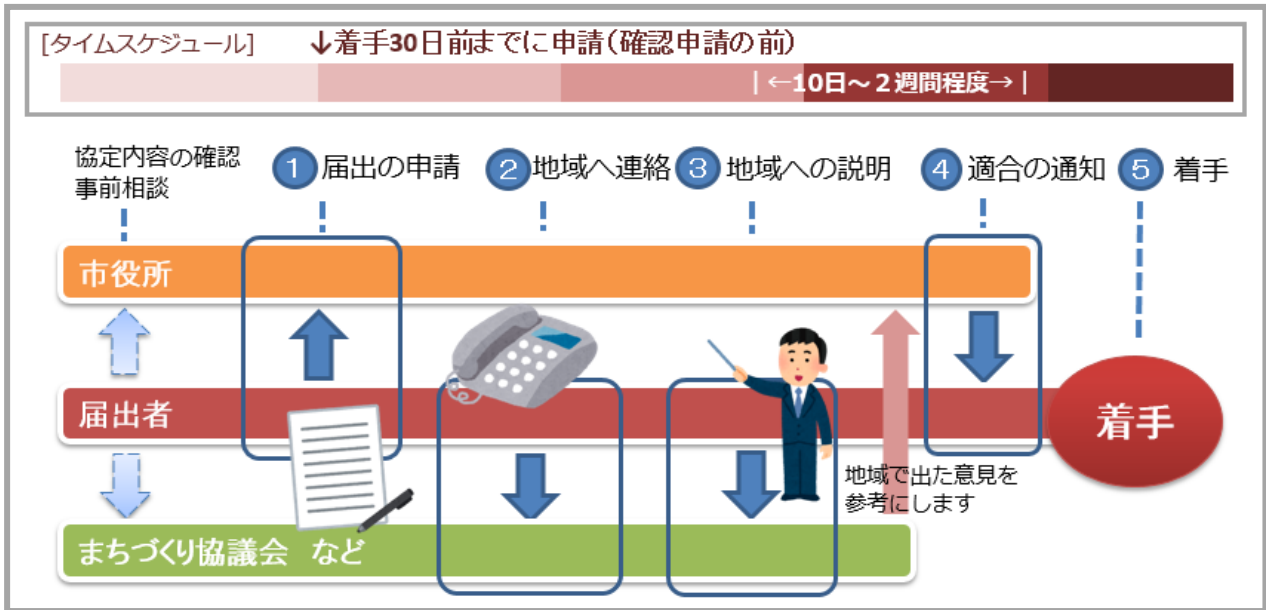 [タイムスケジュール]
↓着手30日前までに申請(確認申請の前)
|←10日～2週間程度→|
協定内容の確認
事前相談
1 届出の申請
2 地域へ連絡
3 地域への説明
4 適合の通知
5 着手
市役所
届出者
着手
地域で出た意見を
参考にします
まちづくり協議会 など